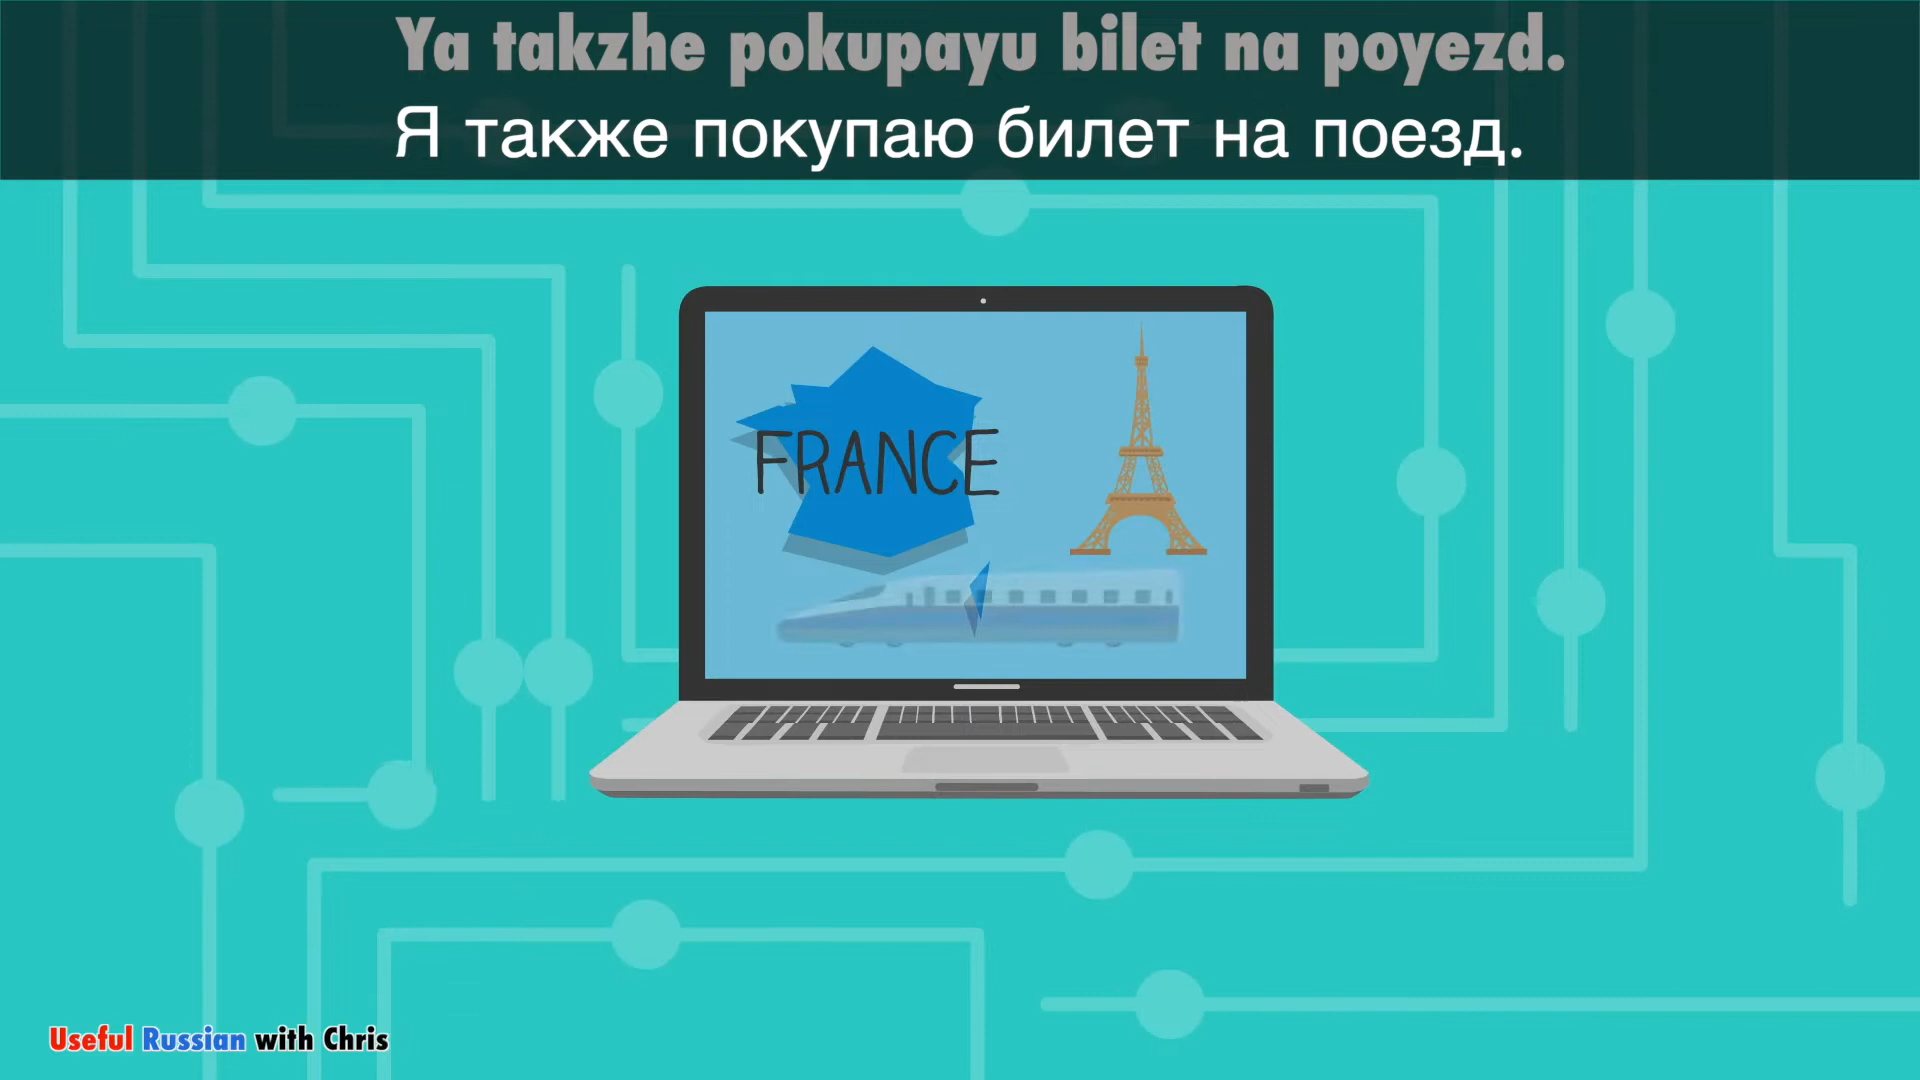 Ya takzhe pokupayu bilet na poyezd.
Я также покупаю билет на поезд.
FRANCE
Useful Russian with Chris